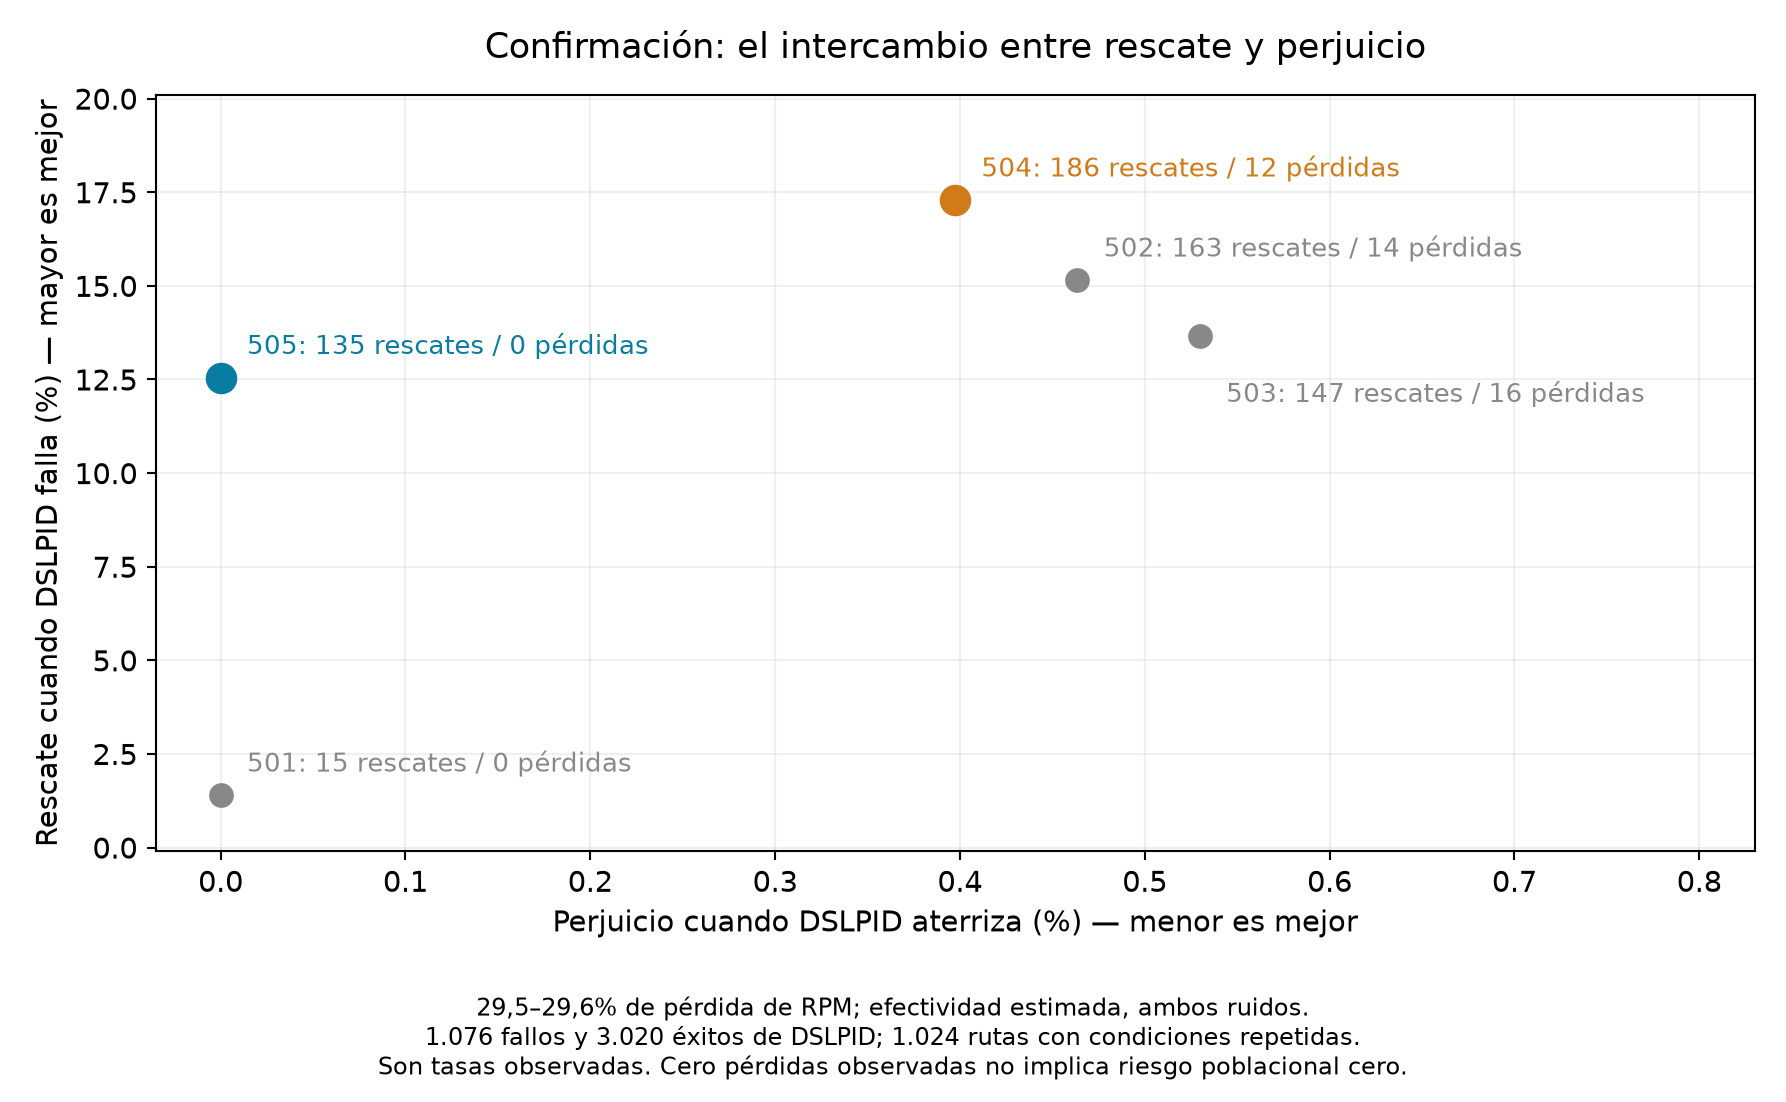 Confirmación: el intercambio entre rescate y perjuicio
Rescate cuando DSLPID falla (%) — mayor es mejor
20.0
17.5
15.0
12.5
10.0
7.5
5.0
2.5
0.0
504: 186 rescates / 12 pérdidas
502: 163 rescates / 14 pérdidas
505: 135 rescates / 0 pérdidas
503: 147 rescates / 16 pérdidas
501: 15 rescates / 0 pérdidas
0.0 0.1 0.2 0.3 0.4 0.5 0.6 0.7 0.8
Perjuicio cuando DSLPID aterriza (%) — menor es mejor
29,5–29,6% de pérdida de RPM; efectividad estimada, ambos ruidos.
1.076 fallos y 3.020 éxitos de DSLPID; 1.024 rutas con condiciones repetidas.
Son tasas observadas. Cero pérdidas observadas no implica riesgo poblacional cero.